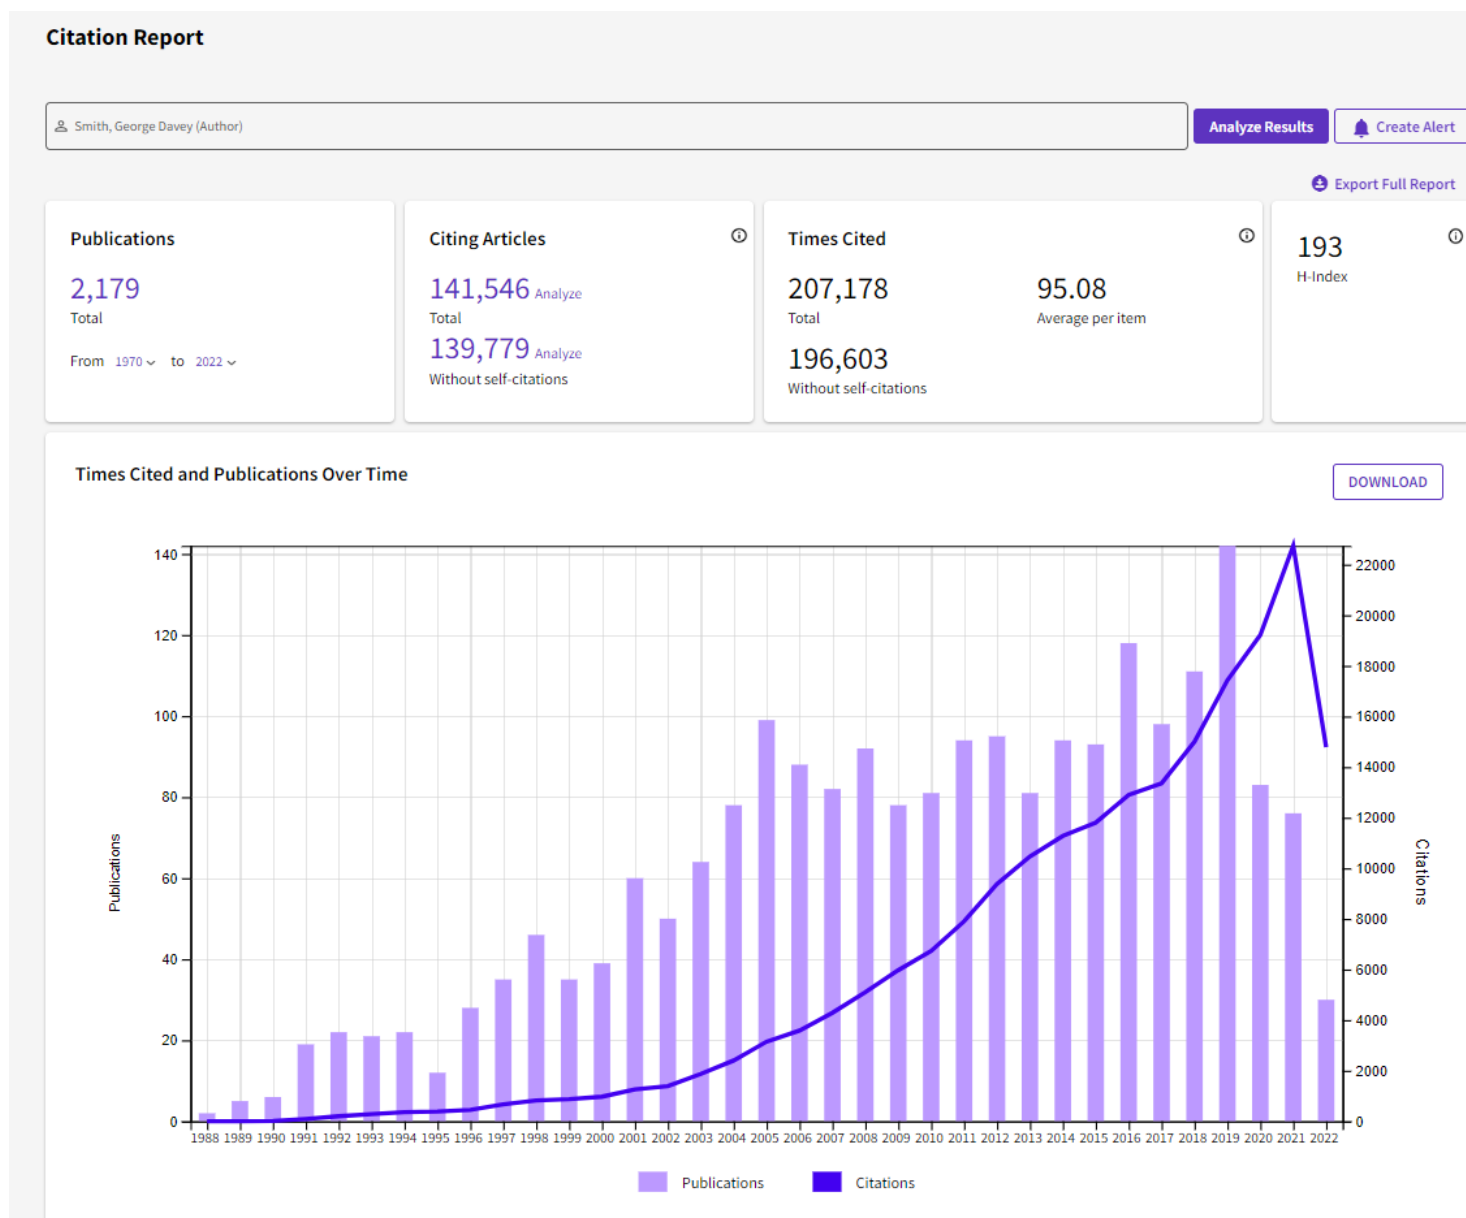 Citation Report
Smith, George Davey (Author)
Analyze Results
Create Alert
Export Full Report
Publications
2,179
Total
From 1970 to 2022
Citing Articles
141,546 Analyze
Total
139,779 Analyze
Without self-citations
Times Cited
207,178
Total
95.08
Average per item
196,603
Without self-citations
193
H-Index
Times Cited and Publications Over Time
DOWNLOAD
140
120
100
80
60
40
20
0
Publications
22000
20000
18000
16000
14000
12000
10000
8000
6000
4000
2000
0
Citations
1988 1989 1990 1991 1992 1993 1994 1995 1996 1997 1998 1999 2000 2001 2002 2003 2004 2005 2006 2007 2008 2009 2010 2011 2012 2013 2014 2015 2016 2017 2018 2019 2020 2021 2022
Publications Citations